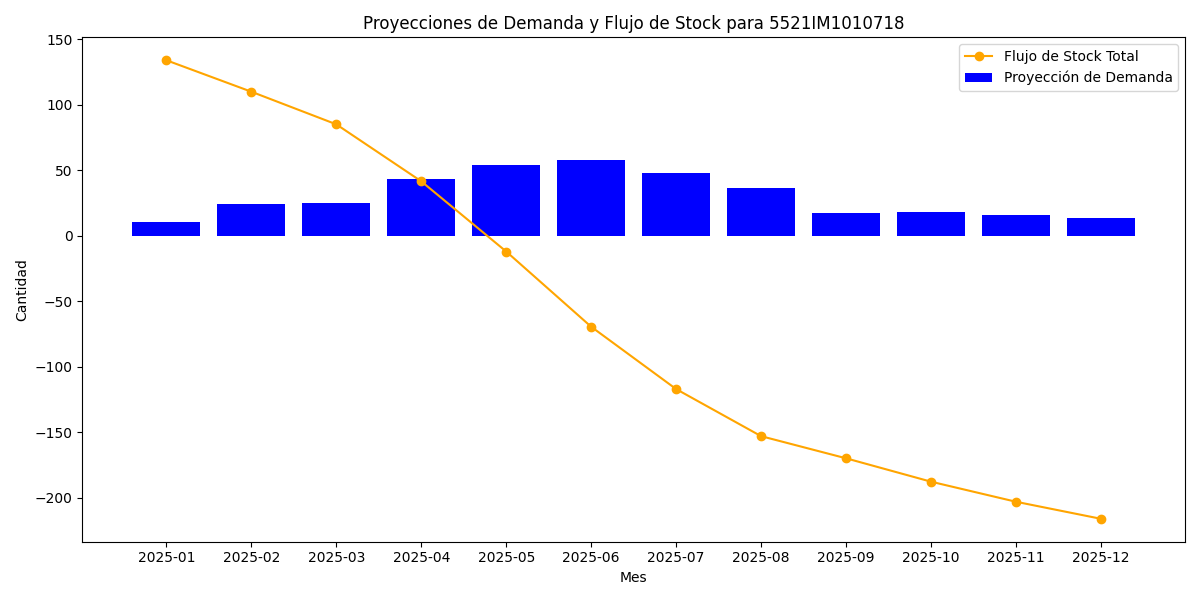 Proyecciones de Demanda y Flujo de Stock para 5521IM1010718
Flujo de Stock Total
Proyección de Demanda
Cantidad
150
100
50
0
−50
−100
−150
−200
2025-01 2025-02 2025-03 2025-04 2025-05 2025-06 2025-07 2025-08 2025-09 2025-10 2025-11 2025-12
Mes